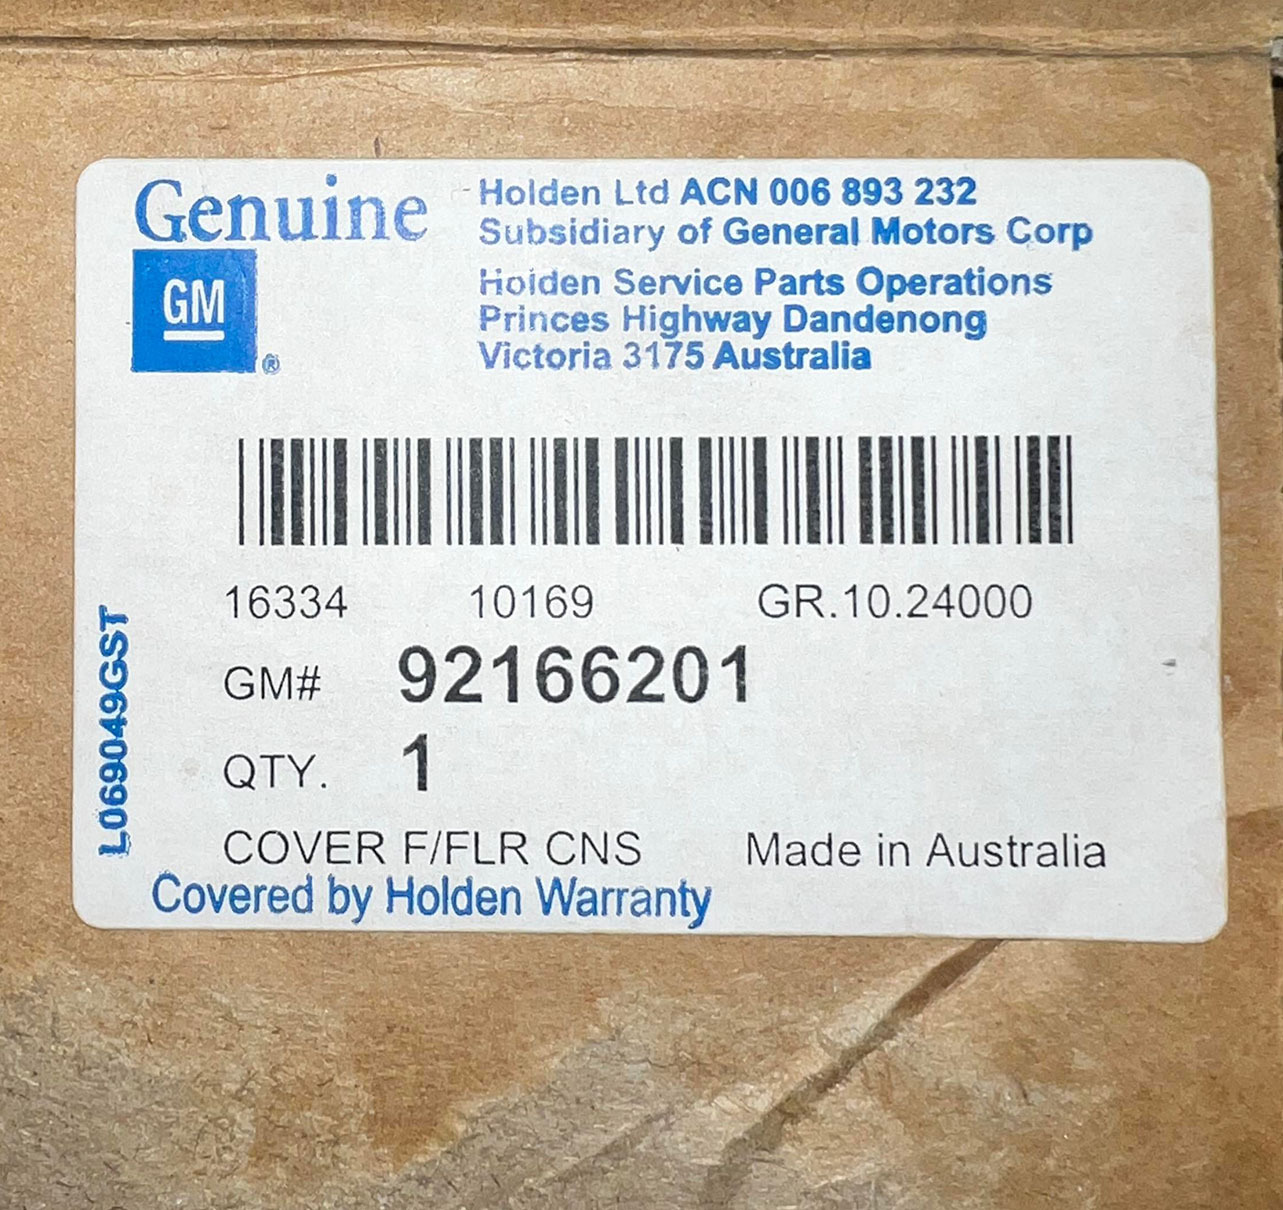 Genuine
GM
®
Holden Ltd ACN 006 893 232
Subsidiary of General Motors Corp
Holden Service Parts Operations
Princes Highway Dandenong
Victoria 3175 Australia
16334 10169 GR.10.24000
GM# 92166201
QTY. 1
COVER F/FLR CNS Made in Australia
Covered by Holden Warranty
L069049GST